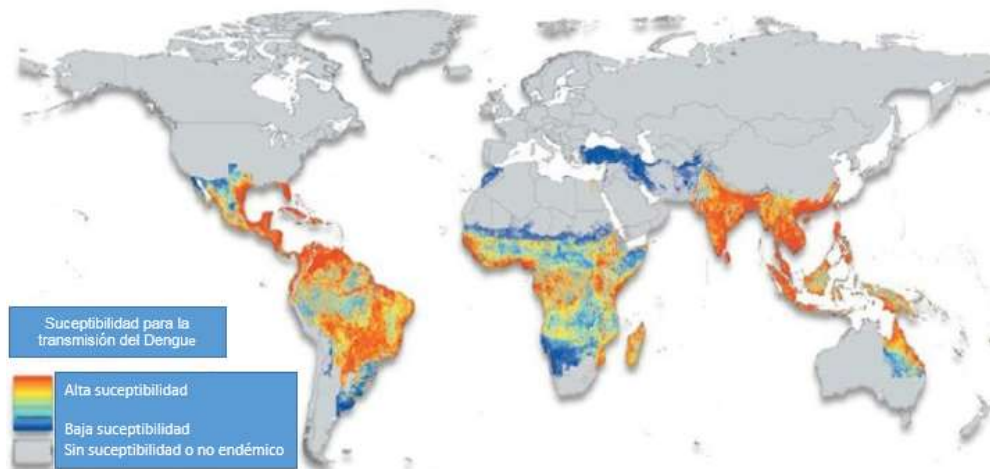 Suceptibilidad para la
transmisión del Dengue
Alta suceptibilidad
Baja suceptibilidad
Sin suceptibilidad o no endémico